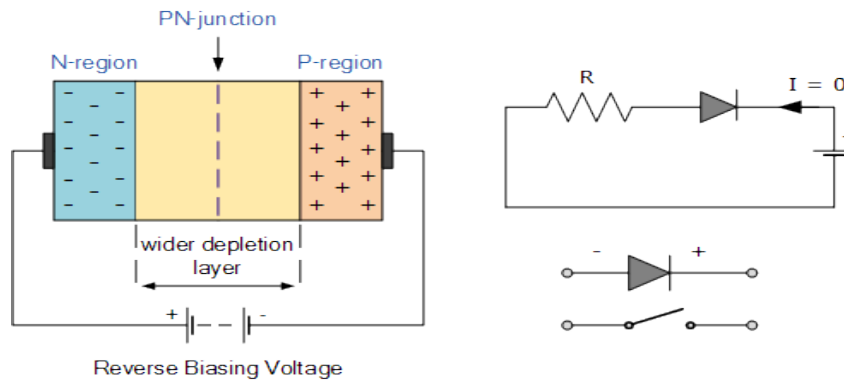 PN-junction
N-region P-region
wider depletion
layer
+ -
Reverse Biasing Voltage
R
I = 0
- +